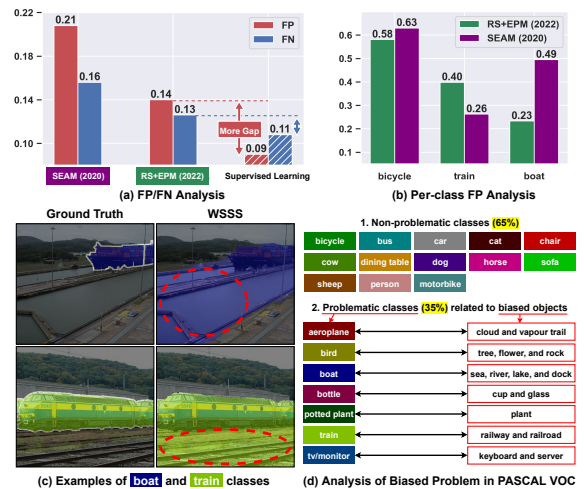 0.22
0.18
0.14
0.10
0.21
0.16
0.14
0.13
0.09
0.11
FP
FN
More Gap
SEAM (2020)
RS+EPM (2022)
Supervised Learning
(a) FP/FN Analysis
0.6
0.5
0.4
0.3
0.2
0.1
0.58
0.63
0.40
0.26
0.23
0.49
RS+EPM (2022)
SEAM (2020)
bicycle
train
boat
(b) Per-class FP Analysis
Ground Truth
WSSS
(c) Examples of boat and train classes
1. Non-problematic classes (65%)
bicycle bus car cat chair
cow dining table dog horse sofa
sheep person motorbike
2. Problematic classes (35%) related to biased objects
aeroplane cloud and vapour trail
bird tree, flower, and rock
boat sea, river, lake, and dock
bottle cup and glass
potted plant plant
train railway and railroad
tv/monitor keyboard and server
(d) Analysis of Biased Problem in PASCAL VOC